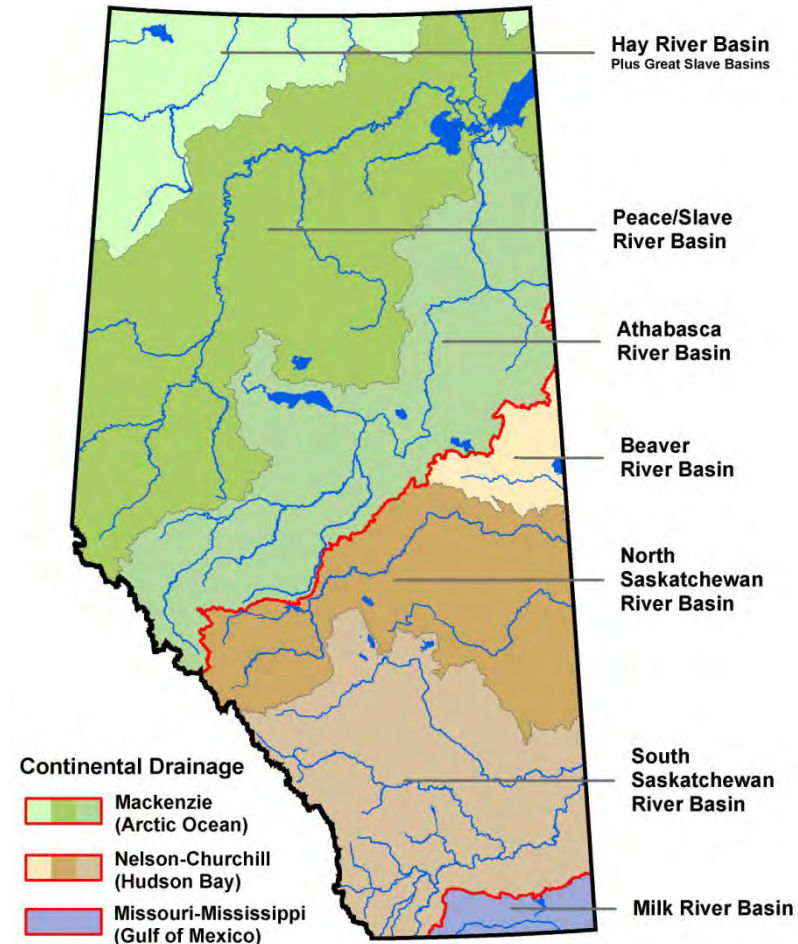 Hay River Basin
Plus Great Slave Basins
Peace/Slave
River Basin
Athabasca
River Basin
Beaver
River Basin
North
Saskatchewan
River Basin
South
Saskatchewan
River Basin
Milk River Basin
Continental Drainage
Mackenzie
(Arctic Ocean)
Nelson-Churchill
(Hudson Bay)
Missouri-Mississippi
(Gulf of Mexico)